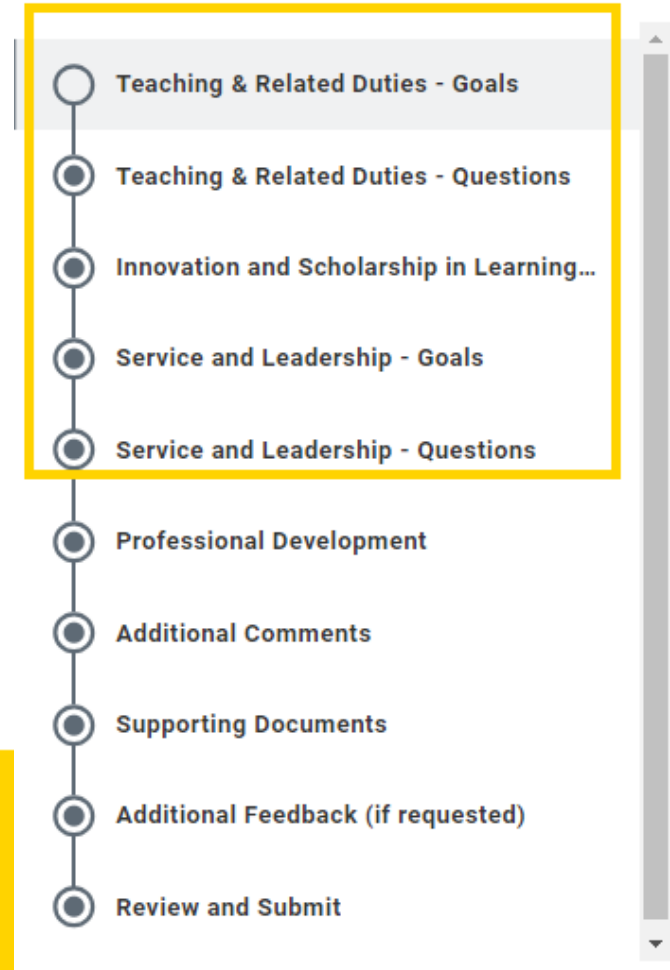 Teaching & Related Duties - Goals
Teaching & Related Duties - Questions
Innovation and Scholarship in Learning...
Service and Leadership - Goals
Service and Leadership - Questions
Professional Development
Additional Comments
Supporting Documents
Additional Feedback (if requested)
Review and Submit